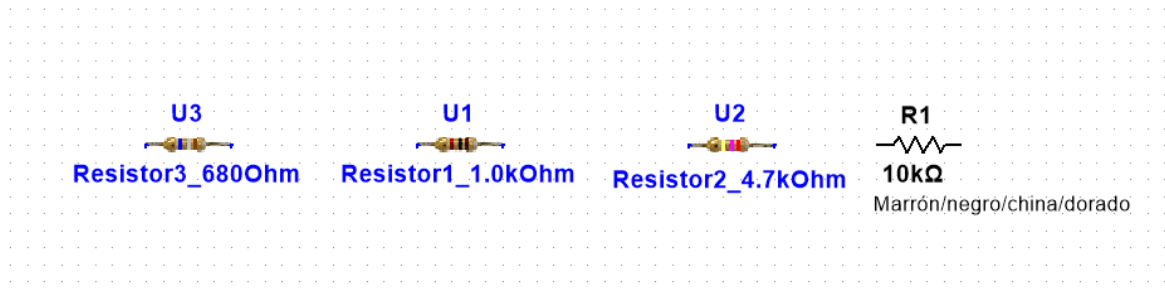 U3
Resistor3_680Ohm
U1
Resistor1_1.0kOhm
U2
Resistor2_4.7kOhm
R1
10kΩ
Marrón/negro/china/dorado